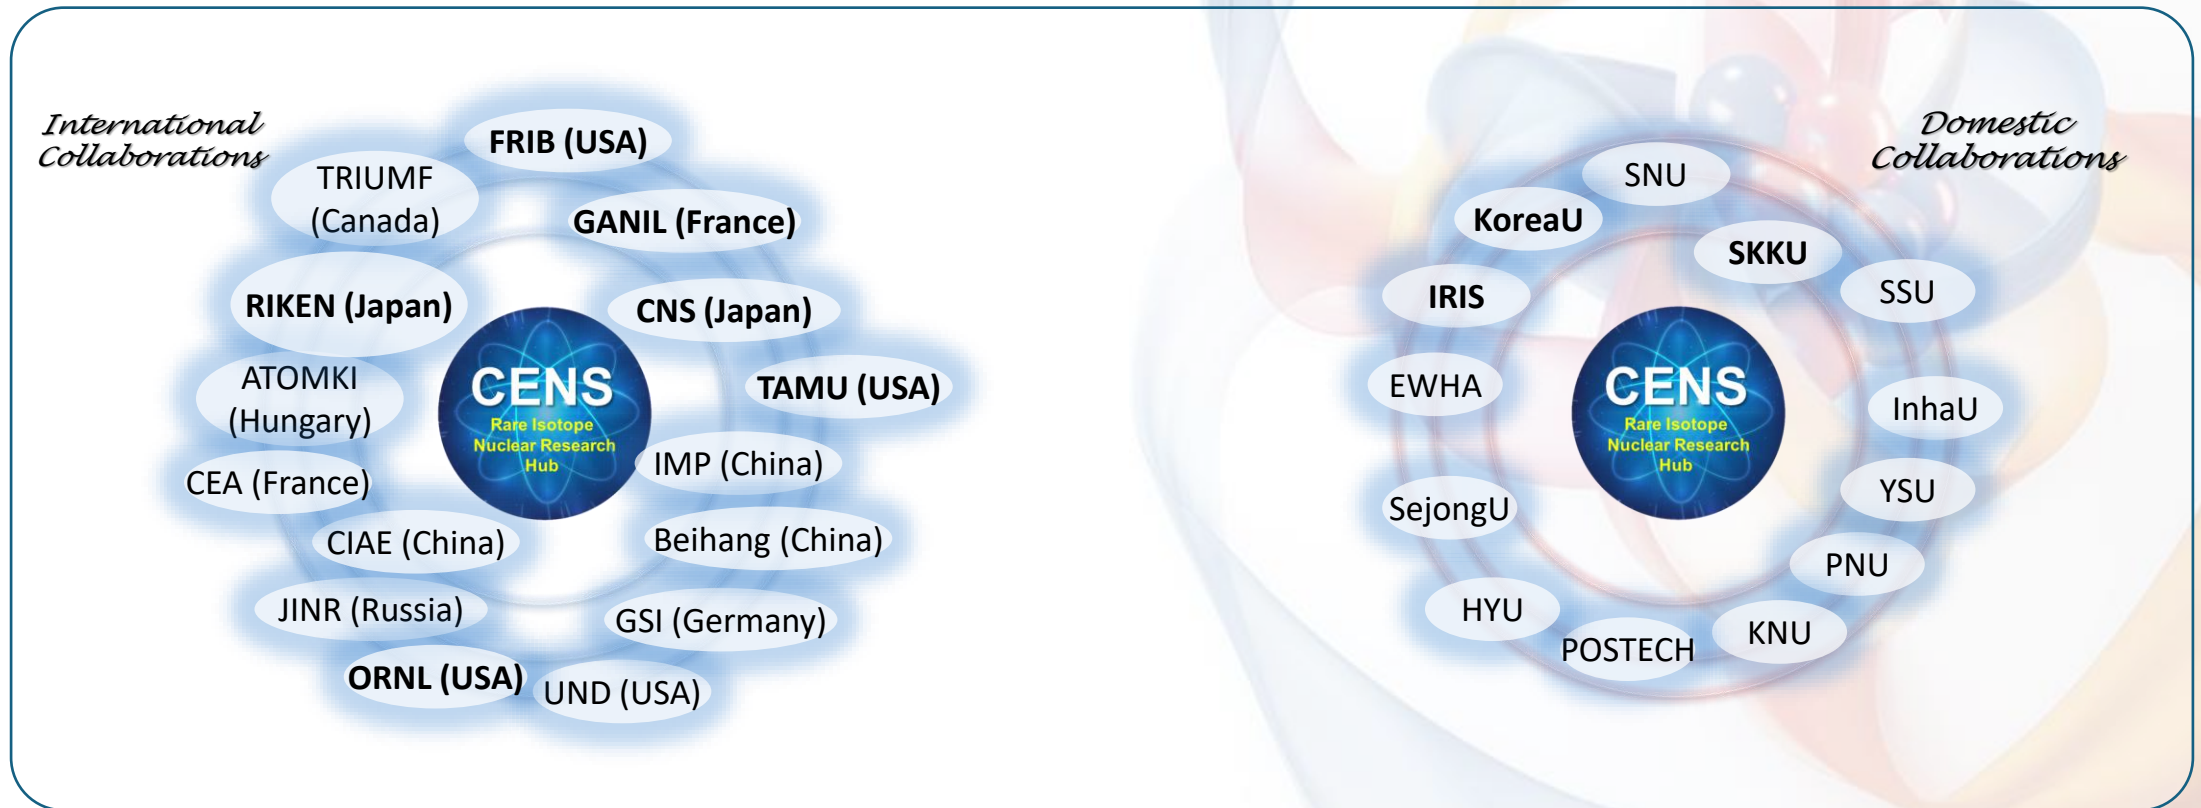 International
Collaborations
FRIB (USA)
TRIUMF
(Canada)
GANIL (France)
RIKEN (Japan)
CNS (Japan)
ATOMKI
(Hungary)
TAMU (USA)
CENS
Rare Isotope
Nuclear Research
Hub
IMP (China)
CEA (France)
CIAE (China)
Beihang (China)
JINR (Russia)
GSI (Germany)
ORNL (USA)
UND (USA)
Domestic
Collaborations
SNU
KoreaU
SKKU
IRIS
SSU
EWHA
CENS
Rare Isotope
Nuclear Research
Hub
InhaU
SejongU
YSU
PNU
HYU
POSTECH
KNU